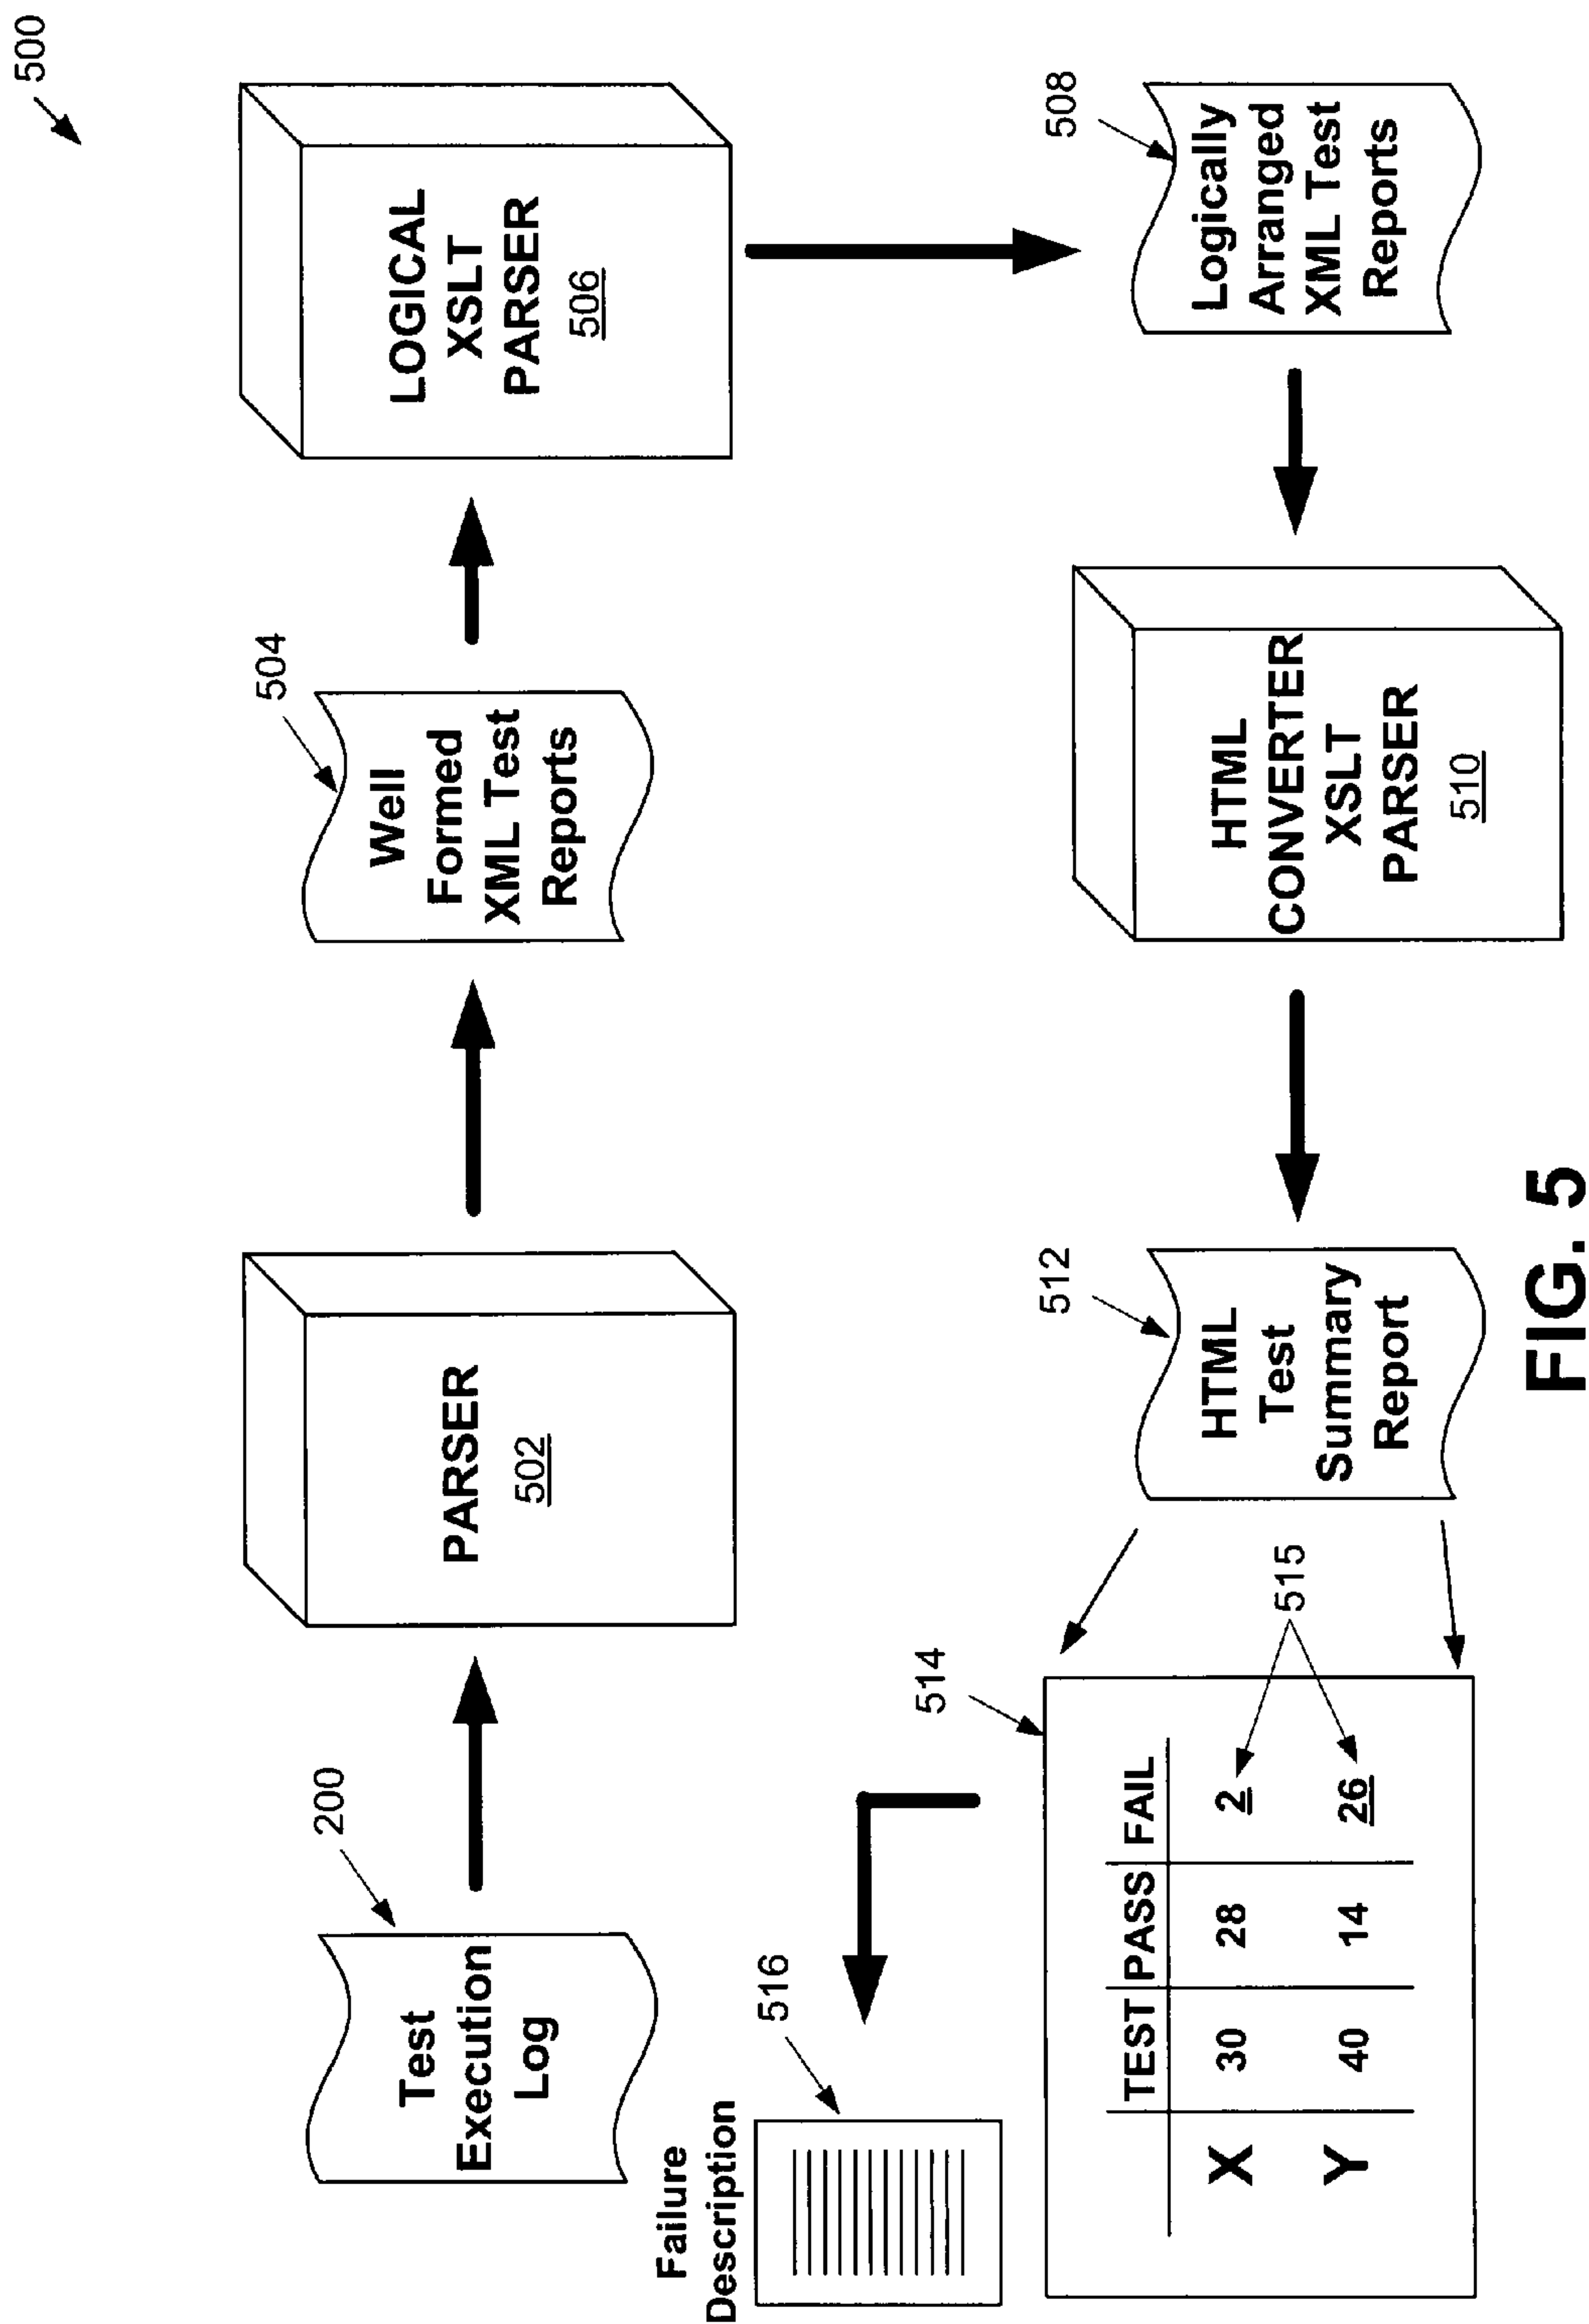 500
200
Test
Execution
Log
PARSER
502
504
Well
Formed
XML Test
Reports
LOGICAL
XSLT
PARSER
506
508
Logically
Arranged
XML Test
Reports
HTML
CONVERTER
XSLT
PARSER
510
512
HTML
Test
Summary
Report
514
TEST PASS FAIL
X 30 28 2
Y 40 14 26
515
516
Failure
Description
FIG. 5